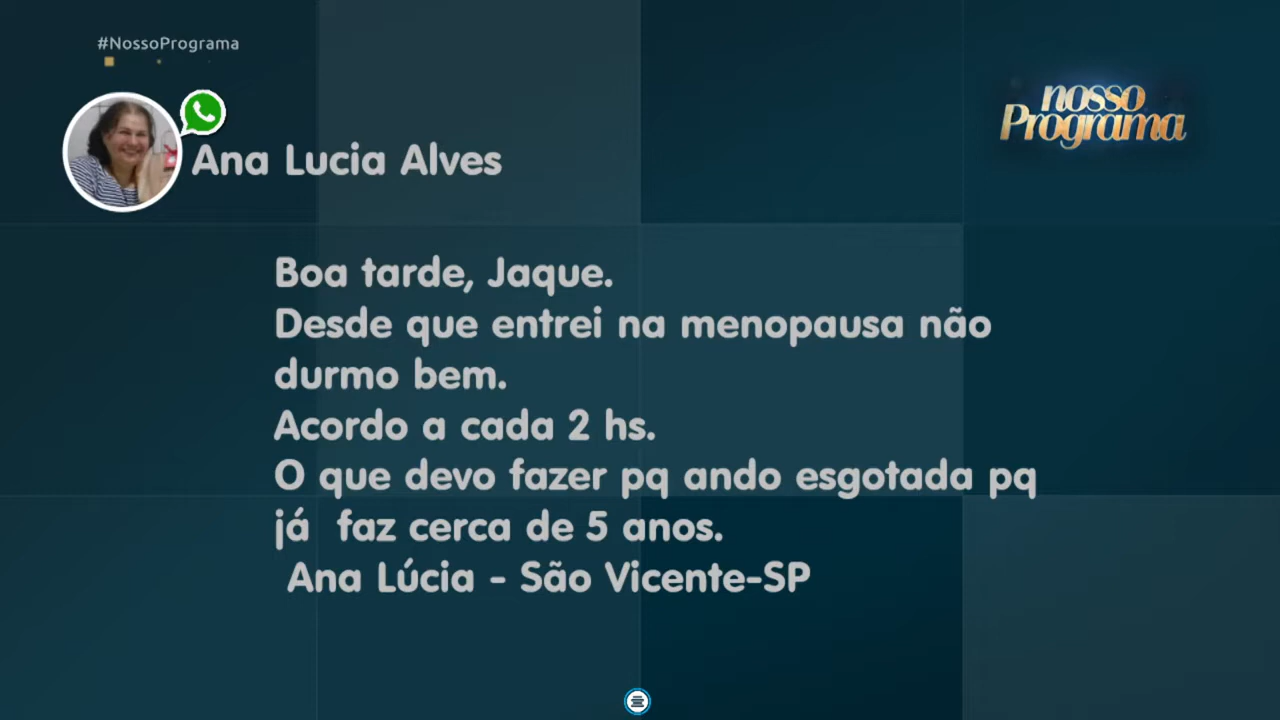 #NossoPrograma
nosso
Programa
Ana Lucia Alves
Boa tarde, Jaque.
Desde que entrei na menopausa não
durmo bem.
Acordo a cada 2 hs.
O que devo fazer pq ando esgotada pq
já  faz cerca de 5 anos.
Ana Lúcia - São Vicente-SP